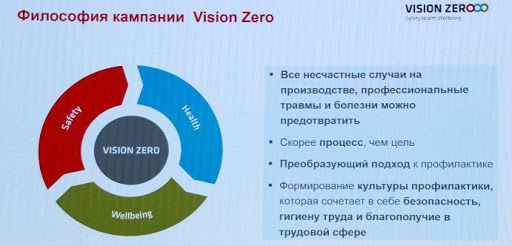 Философия кампании Vision Zero
VISION ZERO
Safety.Health.Wellbeing
Safety
Health
VISION ZERO
Wellbeing
▪ Все несчастные случаи на
производстве, профессиональные
травмы и болезни можно
предотвратить
▪ Скорее процесс, чем цель
▪ Преобразующий подход к профилактике
▪ Формирование культуры профилактики,
которая сочетает в себе безопасность,
гигиену труда и благополучие в
трудовой сфере